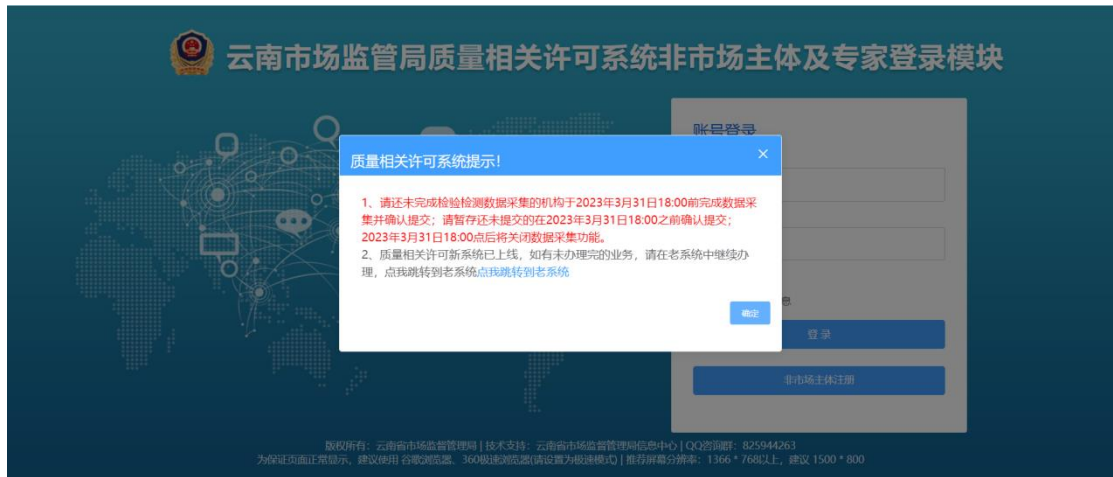 云南市场监管局质量相关许可系统非市场主体及专家登录模块
账号登录
质量相关许可系统提示!
1、请还未完成检验检测数据采集的机构于2023年3月31日18:00前完成数据采
集并确认提交；请暂存还未提交的在2023年3月31日18:00之前确认提交；
2023年3月31日18:00点后将关闭数据采集功能。
2、质量相关许可新系统已上线，如有未办理完的业务，请在老系统中继续办
理，点我跳转到老系统点我跳转到老系统
确定
息
登 录
非市场主体注册
版权所有：云南省市场监督管理局 | 技术支持：云南省市场监督管理局信息中心 | QQ咨询群：825944263
为保证页面正常显示，建议使用 谷歌浏览器、360极速浏览器(请设置为极速模式) | 推荐屏幕分辨率：1366 * 768以上，建议 1500 * 800